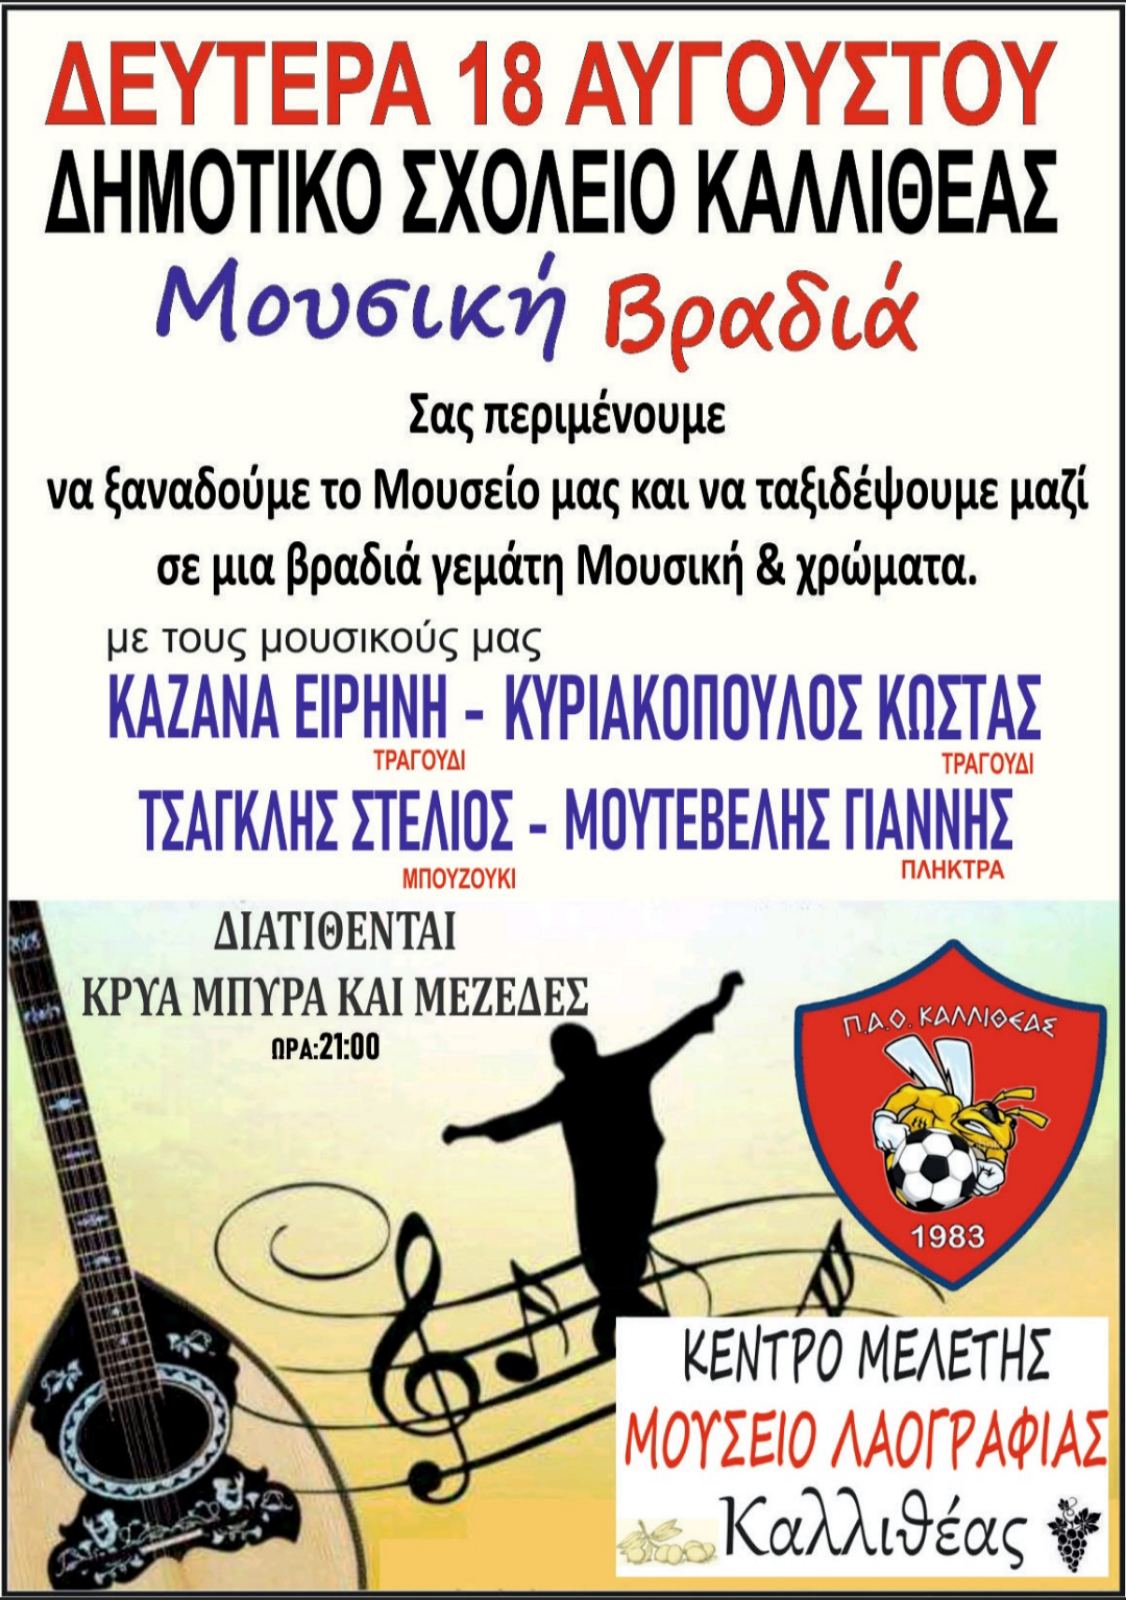 ΔΕΥΤΕΡΑ 18 ΑΥΓΟΥΣΤΟΥ
ΔΗΜΟΤΙΚΟ ΣΧΟΛΕΙΟ ΚΑΛΛΙΘΕΑΣ
Μουσική Βραδιά
Σας περιμένουμε
να ξαναδούμε το Μουσείο μας και να ταξιδέψουμε μαζί
σε μια βραδιά γεμάτη Μουσική & χρώματα.
με τους μουσικούς μας
ΚΑΖΑΝΑ ΕΙΡΗΝΗ - ΚΥΡΙΑΚΟΠΟΥΛΟΣ ΚΩΣΤΑΣ
ΤΡΑΓΟΥΔΙ ΤΡΑΓΟΥΔΙ
ΤΣΑΓΚΛΗΣ ΣΤΕΛΙΟΣ - ΜΟΥΤΕΒΕΛΗΣ ΓΙΑΝΝΗΣ
ΜΠΟΥΖΟΥΚΙ ΠΛΗΚΤΡΑ
ΔΙΑΤΙΘΕΝΤΑΙ
ΚΡΥΑ ΜΠΥΡΑ ΚΑΙ ΜΕΖΕΔΕΣ
ΩΡΑ:21:00
Π.Α.Ο. ΚΑΛΛΙΘΕΑΣ
1983
ΚΕΝΤΡΟ ΜΕΛΕΤΗΣ
ΜΟΥΣΕΙΟ ΛΑΟΓΡΑΦΙΑΣ
Καλλιθέας